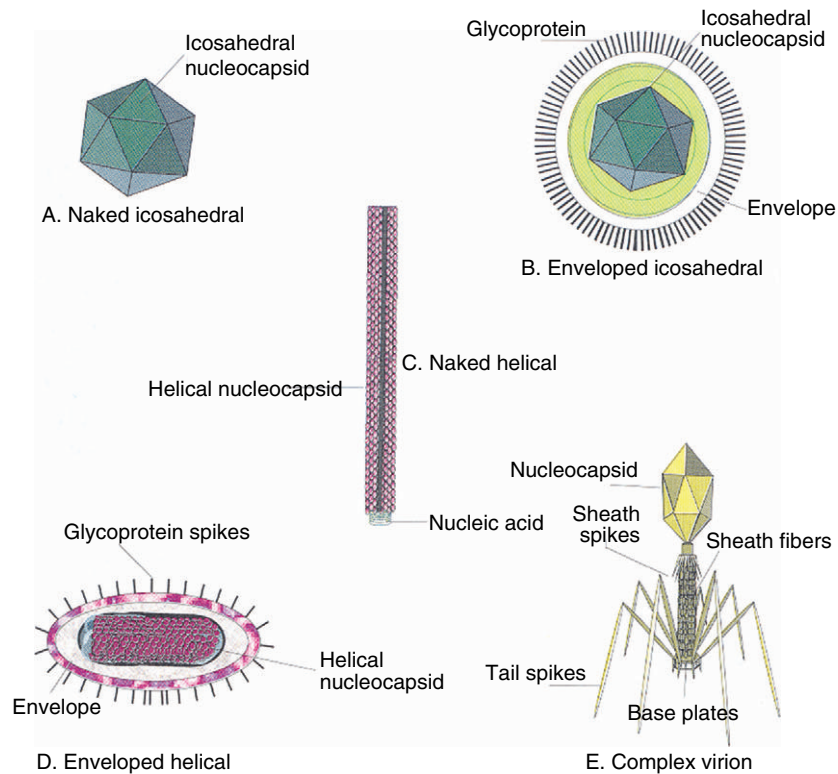 Icosahedral
nucleocapsid
A. Naked icosahedral
Glycoprotein
Icosahedral
nucleocapsid
Envelope
B. Enveloped icosahedral
C. Naked helical
Helical nucleocapsid
Nucleic acid
Glycoprotein spikes
Helical
nucleocapsid
Envelope
D. Enveloped helical
Nucleocapsid
Sheath
spikes
Sheath fibers
Tail spikes
Base plates
E. Complex virion